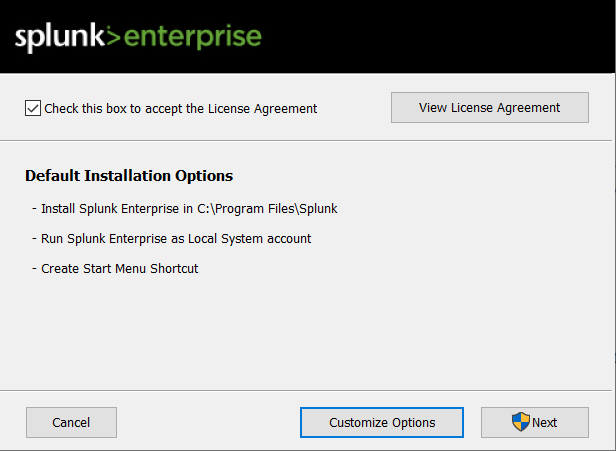 splunk>enterprise
Check this box to accept the License Agreement
View License Agreement
Default Installation Options
- Install Splunk Enterprise in C:\Program Files\Splunk
- Run Splunk Enterprise as Local System account
- Create Start Menu Shortcut
Cancel
Customize Options
Next